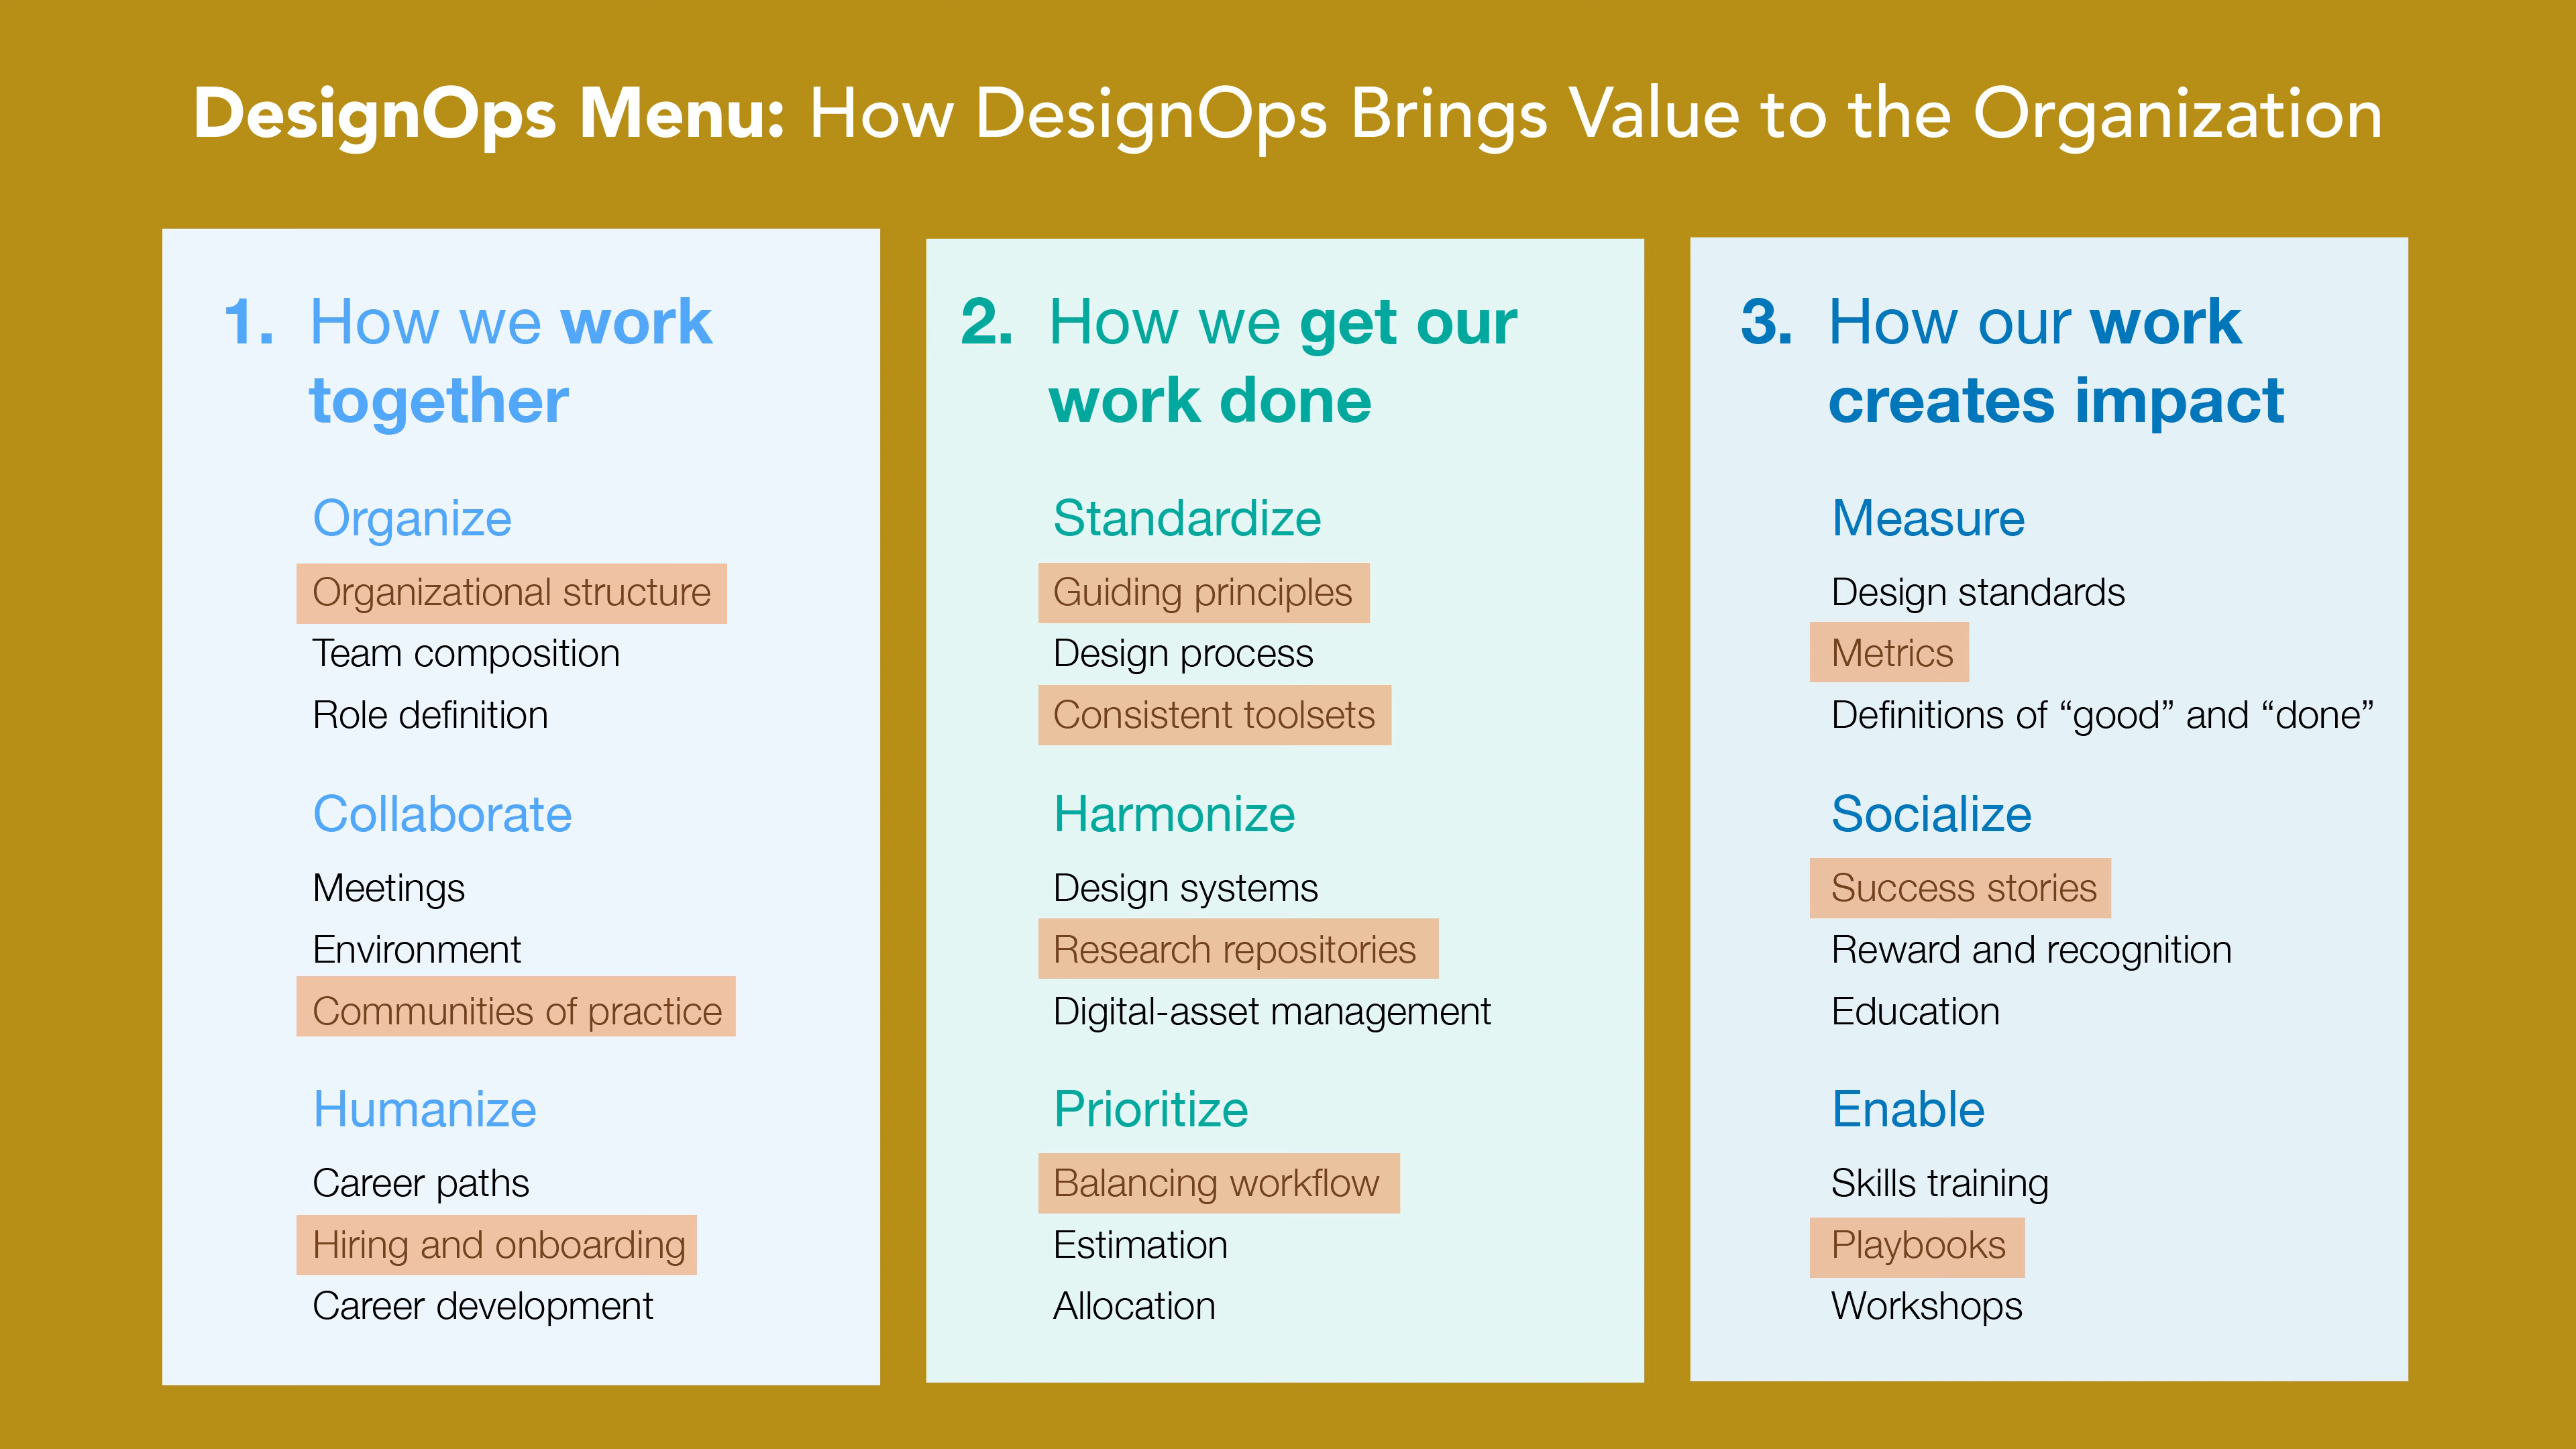 DesignOps Menu: How DesignOps Brings Value to the Organization
1. How we work
together
Organize
Organizational structure
Team composition
Role definition
Collaborate
Meetings
Environment
Communities of practice
Humanize
Career paths
Hiring and onboarding
Career development
2. How we get our
work done
Standardize
Guiding principles
Design process
Consistent toolsets
Harmonize
Design systems
Research repositories
Digital-asset management
Prioritize
Balancing workflow
Estimation
Allocation
3. How our work
creates impact
Measure
Design standards
Metrics
Definitions of “good” and “done”
Socialize
Success stories
Reward and recognition
Education
Enable
Skills training
Playbooks
Workshops